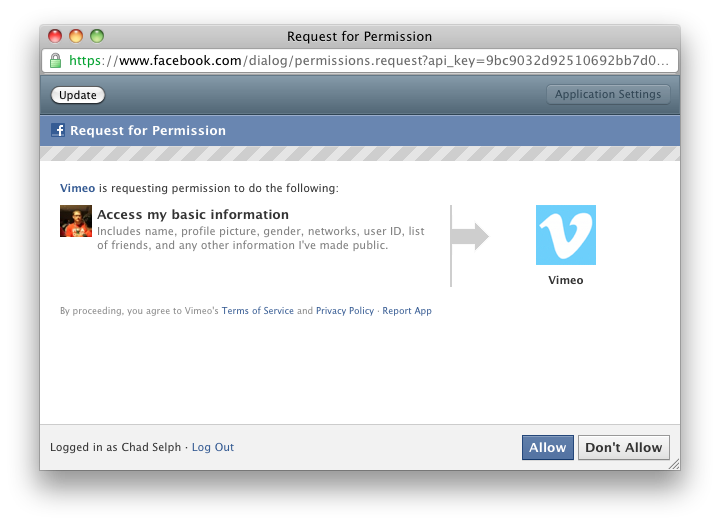 Request for Permission
https://www.facebook.com/dialog/permissions.request?api_key=9bc9032d92510692bb7d0...
Update
Application Settings
f Request for Permission
Vimeo is requesting permission to do the following:
Access my basic information
Includes name, profile picture, gender, networks, user ID, list
of friends, and any other information I've made public.
v
Vimeo
By proceeding, you agree to Vimeo's Terms of Service and Privacy Policy · Report App
Logged in as Chad Selph · Log Out
Allow
Don't Allow